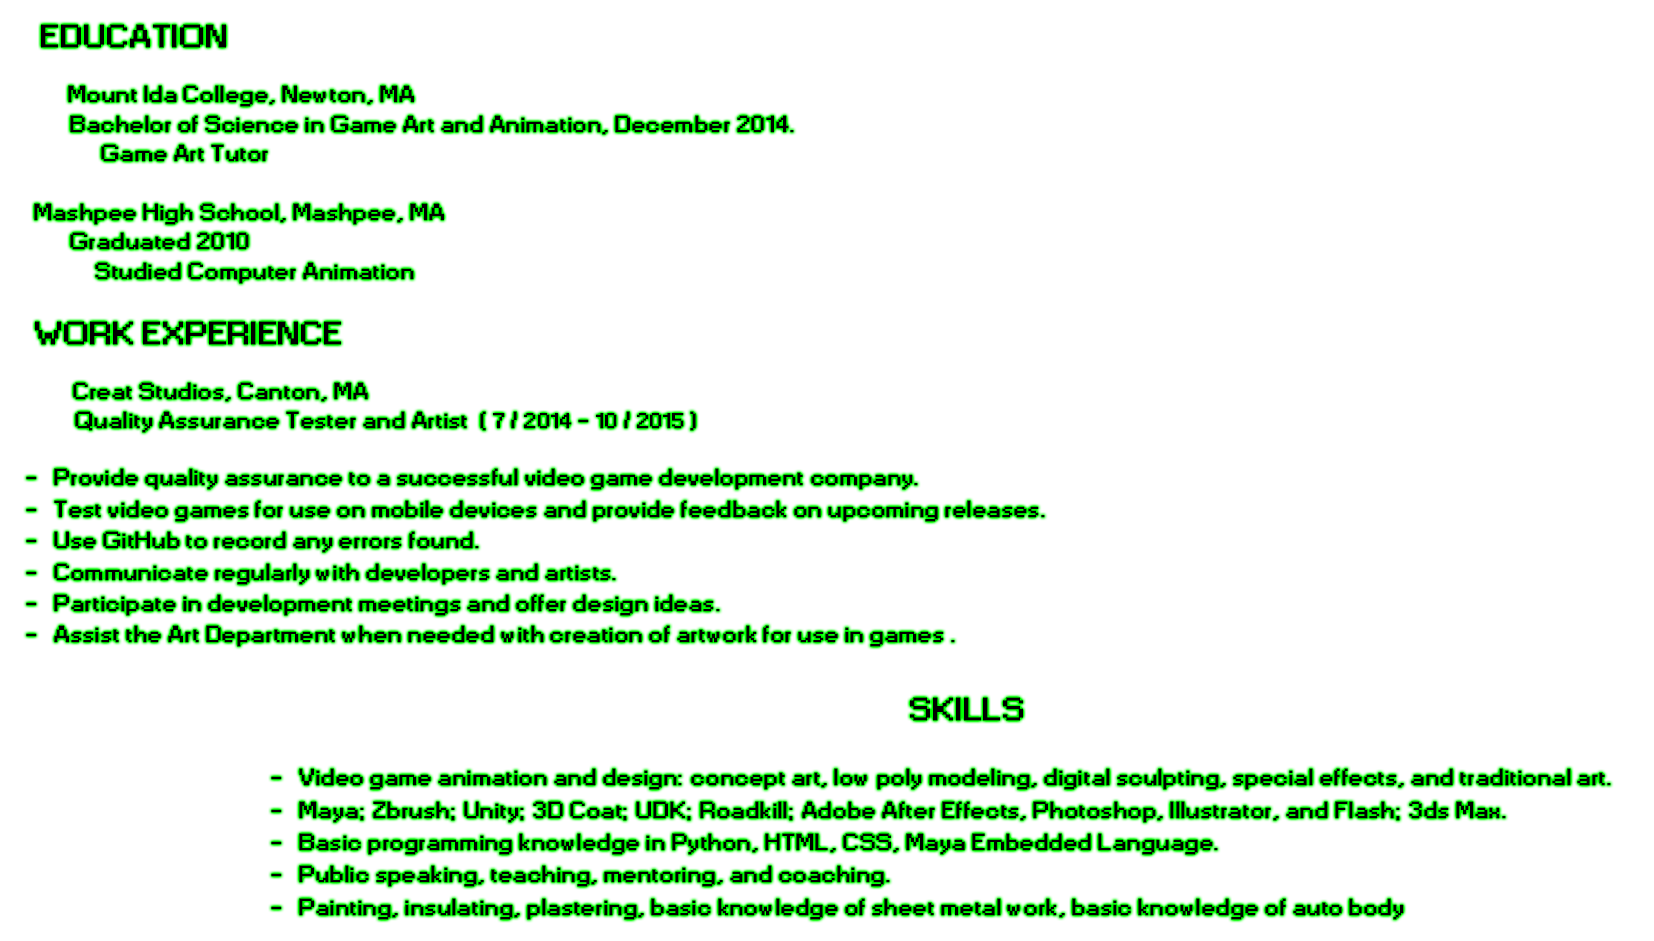 EDUCATION
Mount Ida College, Newton, MA
Bachelor of Science in Game Art and Animation, December 2014.
Game Art Tutor
Mashpee High School, Mashpee, MA
Graduated 2010
Studied Computer Animation
WORK EXPERIENCE
Creat Studios, Canton, MA
Quality Assurance Tester and Artist ( 7 / 2014 - 10 / 2015 )
- Provide quality assurance to a successful video game development company.
- Test video games for use on mobile devices and provide feedback on upcoming releases.
- Use GitHub to record any errors found.
- Communicate regularly with developers and artists.
- Participate in development meetings and offer design ideas.
- Assist the Art Department when needed with creation of artwork for use in games .
SKILLS
- Video game animation and design: concept art, low poly modeling, digital sculpting, special effects, and traditional art.
- Maya; Zbrush; Unity; 3D Coat; UDK; Roadkill; Adobe After Effects, Photoshop, Illustrator, and Flash; 3ds Max.
- Basic programming knowledge in Python, HTML, CSS, Maya Embedded Language.
- Public speaking, teaching, mentoring, and coaching.
- Painting, insulating, plastering, basic knowledge of sheet metal work, basic knowledge of auto body